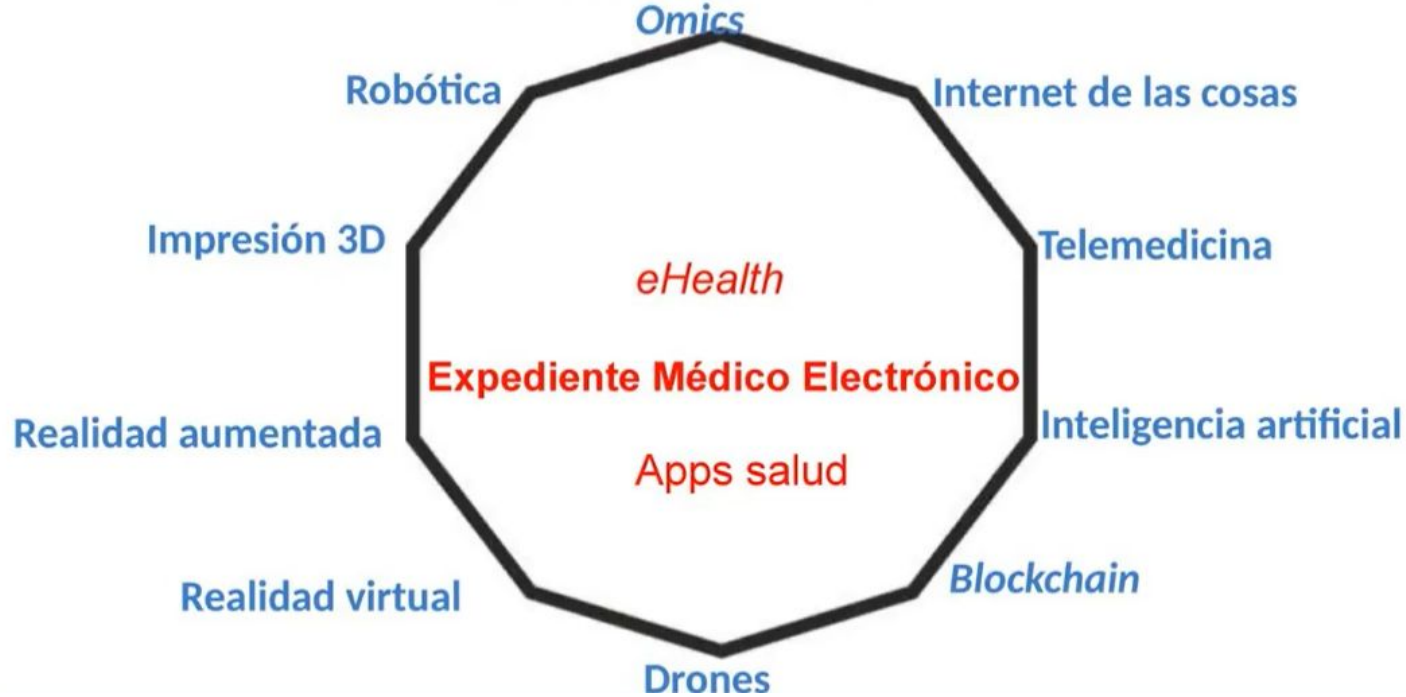 Omics
Robótica
Internet de las cosas
Impresión 3D
Telemedicina
eHealth
Expediente Médico Electrónico
Realidad aumentada
Inteligencia artificial
Apps salud
Realidad virtual
Blockchain
Drones